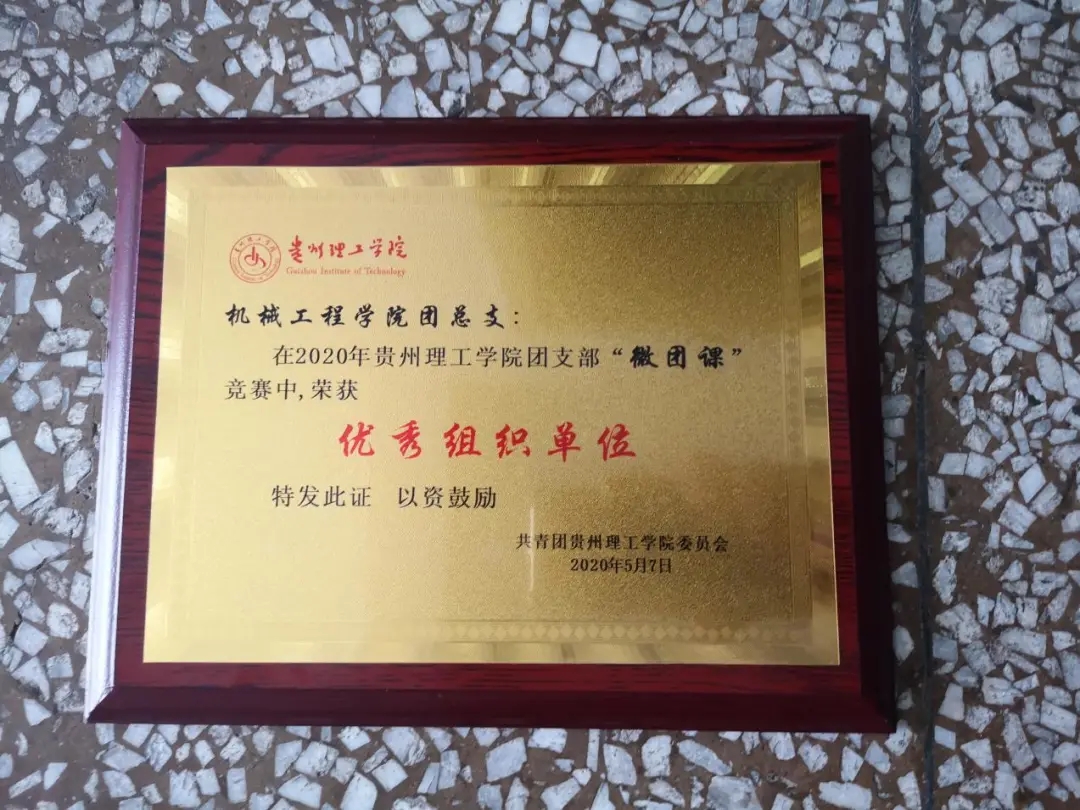 贵州理工学院
Guizhou Institute of Technology
机械工程学院团总支：
在2020年贵州理工学院团支部“微团课”
竞赛中,荣获
优秀组织单位
特发此证 以资鼓励
共青团贵州理工学院委员会
2020年5月7日